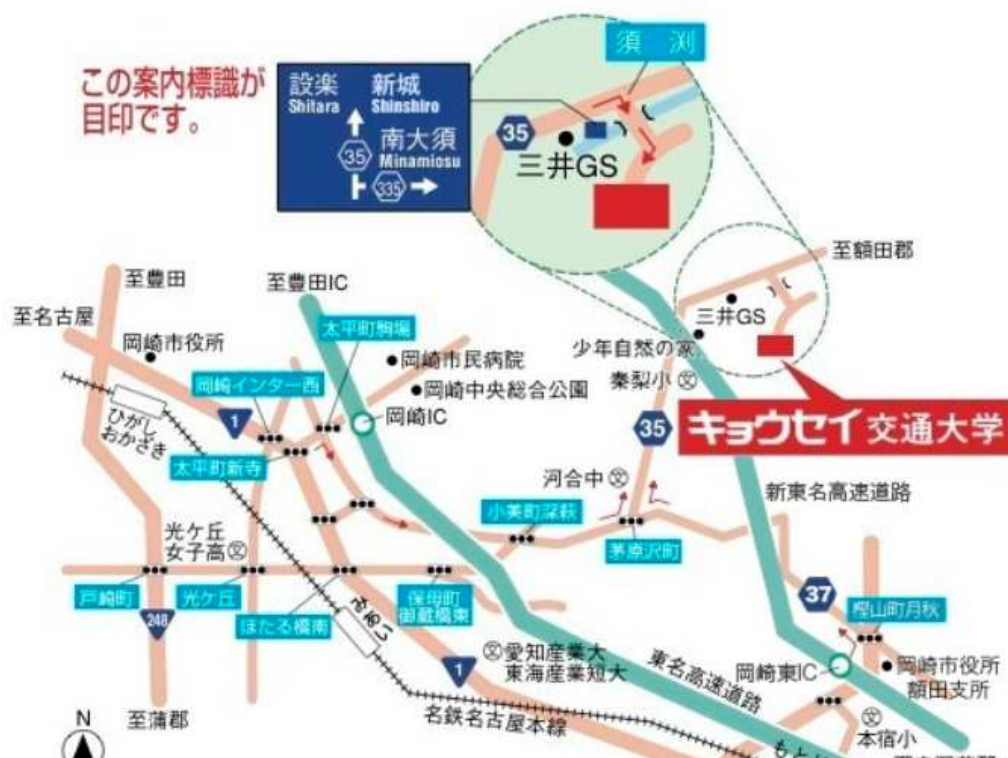 この案内標識が
目印です。
設楽 新城
Shitara Shinshiro
35
南大須
Minamiosu
335
須渕
35
三井GS
至豊田
至名古屋
岡崎市役所
至豊田IC
太平町駒場
岡崎市民病院
岡崎中央総合公園
岡崎インター西
1
岡崎IC
太平町新寺
ひがし
おかざき
至額田郡
三井GS
少年自然の家
秦梨小
35
キョウセイ交通大学
河合中
新東名高速道路
小美町深萩
茅原沢町
光ケ丘
女子高
戸崎町
光ケ丘
ほたる橋南
保母町
御蔵橋東
248
みあい
1
愛知産業大
東海産業短大
東名高速道路
37
樫山町月秋
岡崎東IC
岡崎市役所
額田支所
至蒲郡
名鉄名古屋本線
本宿小
N